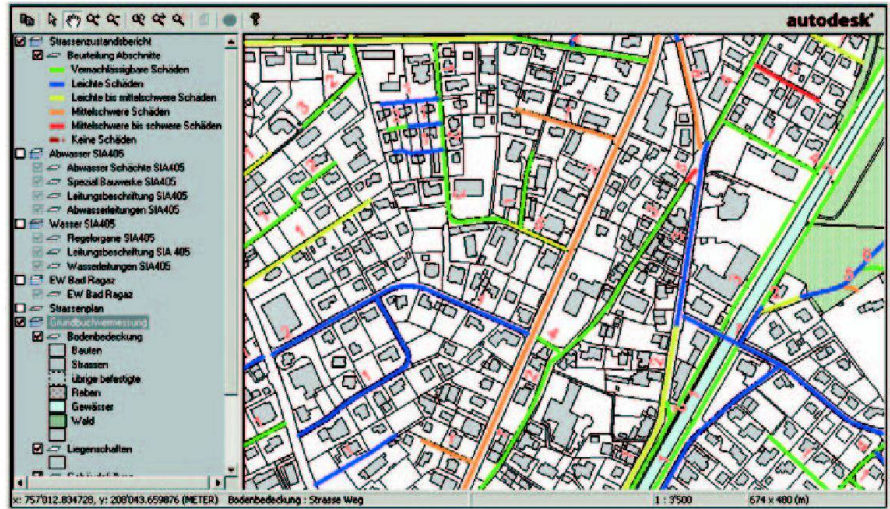 autodesk®
Strassenzustandsbericht
Beurteilung Abschnitte
Vernachlässigbare Schäden
Leichte Schäden
Leichte bis mittelschwere Schäden
Mittelschwere Schäden
Mittelschwere bis schwere Schäden
Keine Schäden
Abwasser SIA405
Abwasser Schächte SIA405
Spezial Bauwerke SIA405
Leitungsbeschriftung SIA405
Abwasserleitungen SIA405
Wasser SIA405
Regelorgane SIA405
Leitungsbeschriftung SIA 405
Wasserleitungen SIA405
EW Bad Ragaz
EW Bad Ragaz
Strassenplan
Grundbuchvermessung
Bodenbedeckung
Bauten
Strassen
übrige befestigte
Reben
Gewässer
Wald
Liegenschaften
x: 757'012.834728, y: 208'043.659876 (METER) Bodenbedeckung : Strasse Weg 1 : 3'500 674 x 480 (m)